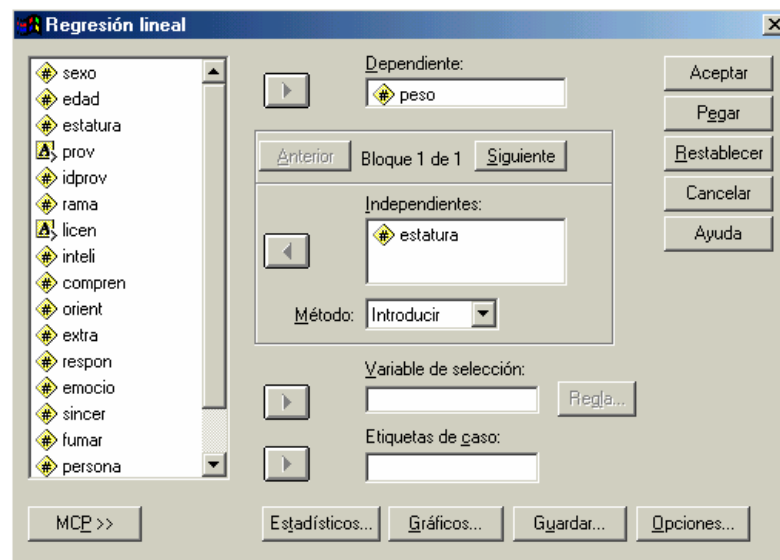 Regresión lineal
sexo
edad
estatura
prov
idprov
rama
licen
inteli
compren
orient
extra
respon
emocio
sincer
fumar
persona
MCP >>
Dependiente:
peso
Anterior Bloque 1 de 1 Siguiente
Independientes:
estatura
Método: Introducir
Variable de selección:
Regla...
Etiquetas de caso:
Estadísticos... Gráficos... Guardar... Opciones...
Aceptar
Pegar
Restablecer
Cancelar
Ayuda